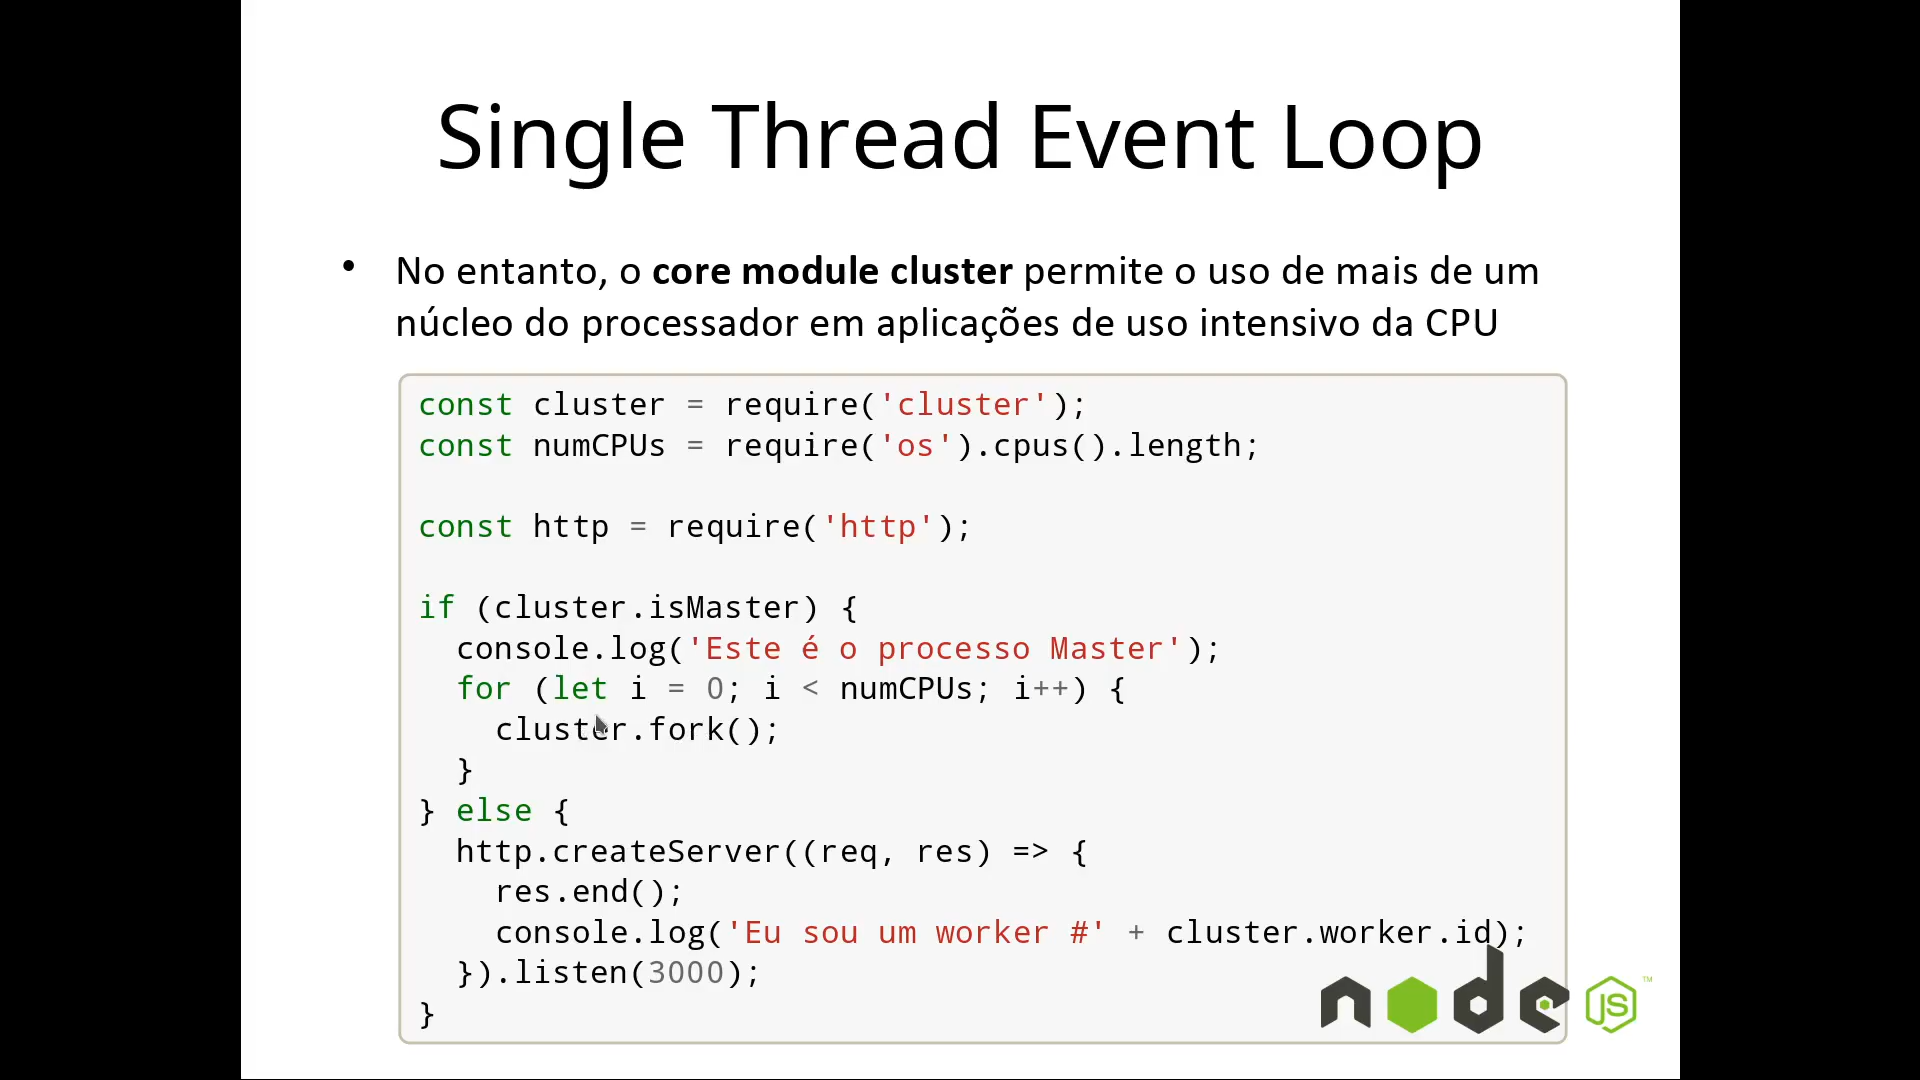 Single Thread Event Loop
• No entanto, o core module cluster permite o uso de mais de um
núcleo do processador em aplicações de uso intensivo da CPU
const cluster = require('cluster');
const numCPUs = require('os').cpus().length;
const http = require('http');
if (cluster.isMaster) {
  console.log('Este é o processo Master');
  for (let i = 0; i < numCPUs; i++) {
    cluster.fork();
  }
} else {
  http.createServer((req, res) => {
    res.end();
    console.log('Eu sou um worker #' + cluster.worker.id);
  }).listen(3000);
}
node JS™